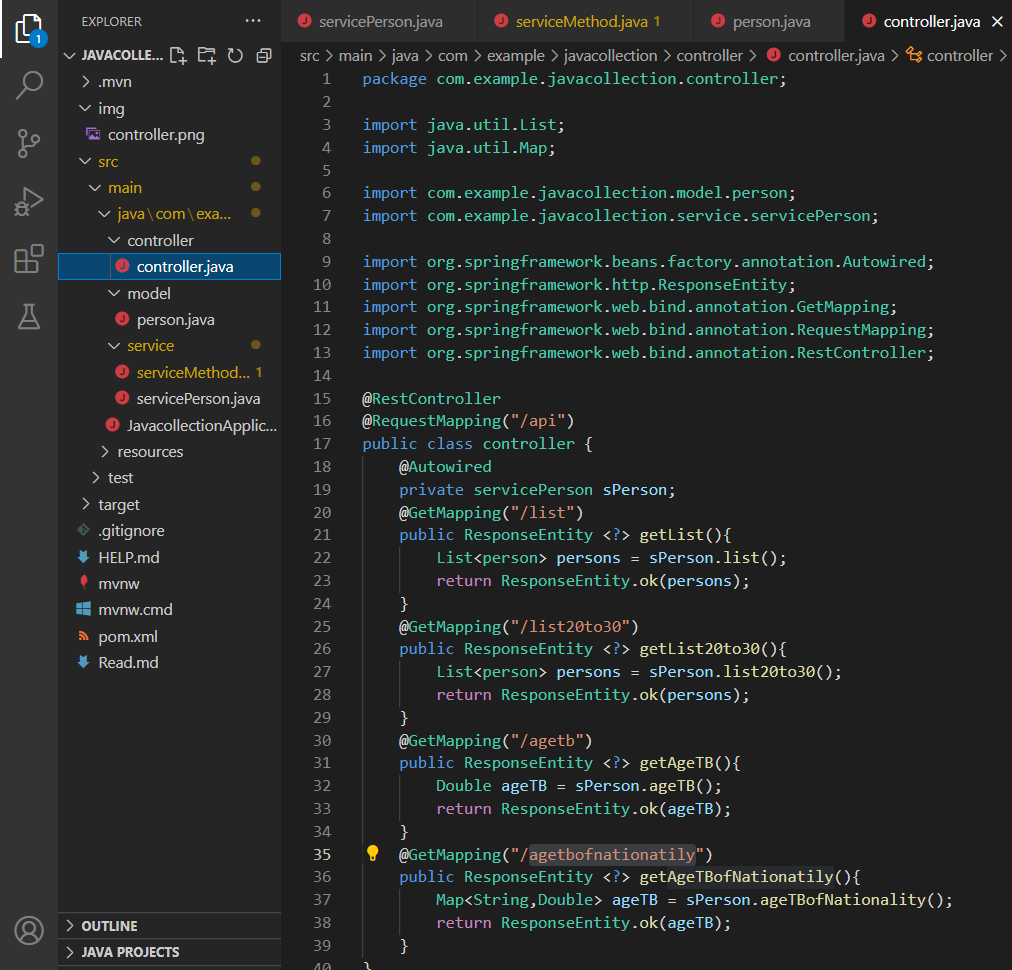 EXPLORER
JAVACOLLE...
.mvn
img
controller.png
src
main
java\com\exa...
controller
controller.java
model
person.java
service
serviceMethod... 1
servicePerson.java
JavacollectionApplic...
resources
test
target
.gitignore
HELP.md
mvnw
mvnw.cmd
pom.xml
Read.md
OUTLINE
JAVA PROJECTS
1
servicePerson.java
serviceMethod.java 1
person.java
controller.java
src > main > java > com > example > javacollection > controller > controller.java > controller >
1 package com.example.javacollection.controller;
2
3 import java.util.List;
4 import java.util.Map;
5
6 import com.example.javacollection.model.person;
7 import com.example.javacollection.service.servicePerson;
8
9 import org.springframework.beans.factory.annotation.Autowired;
10 import org.springframework.http.ResponseEntity;
11 import org.springframework.web.bind.annotation.GetMapping;
12 import org.springframework.web.bind.annotation.RequestMapping;
13 import org.springframework.web.bind.annotation.RestController;
14
15 @RestController
16 @RequestMapping("/api")
17 public class controller {
18     @Autowired
19     private servicePerson sPerson;
20     @GetMapping("/list")
21     public ResponseEntity <?> getList(){
22         List<person> persons = sPerson.list();
23         return ResponseEntity.ok(persons);
24     }
25     @GetMapping("/list20to30")
26     public ResponseEntity <?> getList20to30(){
27         List<person> persons = sPerson.list20to30();
28         return ResponseEntity.ok(persons);
29     }
30     @GetMapping("/agetb")
31     public ResponseEntity <?> getAgeTB(){
32         Double ageTB = sPerson.ageTB();
33         return ResponseEntity.ok(ageTB);
34     }
35     @GetMapping("/agetbofnationatily")
36     public ResponseEntity <?> getAgeTBofNationatily(){
37         Map<String,Double> ageTB = sPerson.ageTBofNationality();
38         return ResponseEntity.ok(ageTB);
39     }
40 }